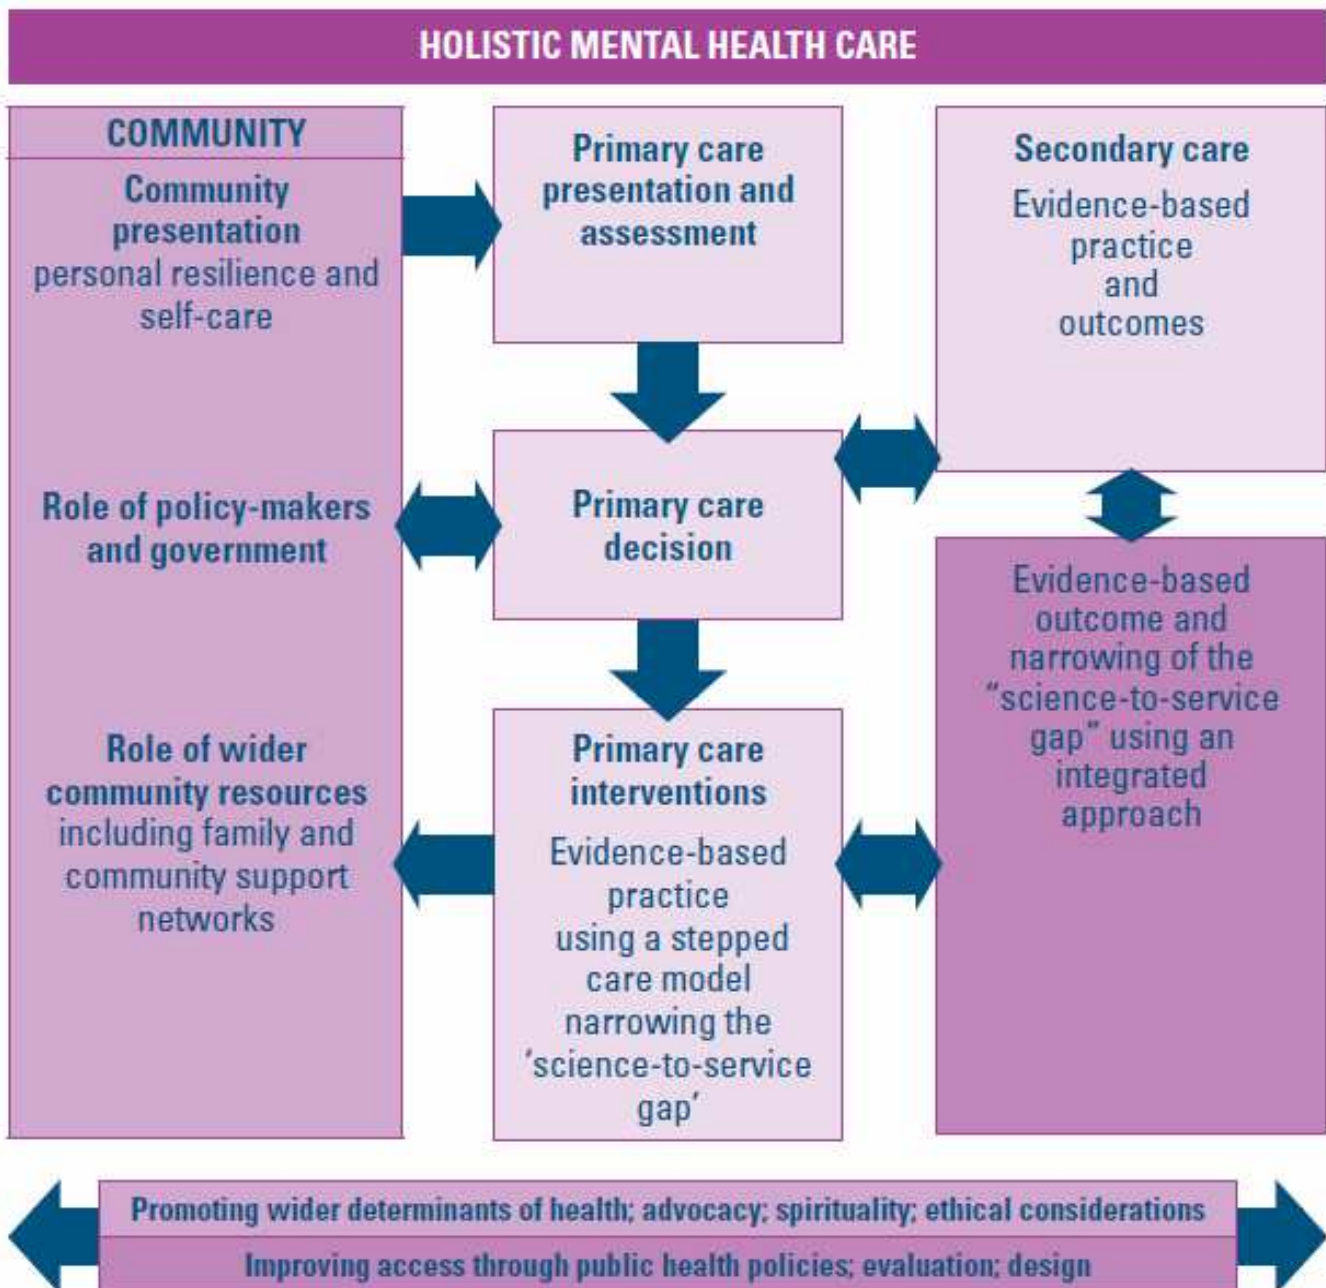 HOLISTIC MENTAL HEALTH CARE
COMMUNITY
Community
presentation
personal resilience and
self-care
Role of policy-makers
and government
Role of wider
community resources
including family and
community support
networks
Primary care
presentation and
assessment
Primary care
decision
Primary care
interventions
Evidence-based
practice
using a stepped
care model
narrowing the
'science-to-service
gap'
Secondary care
Evidence-based
practice
and
outcomes
Evidence-based
outcome and
narrowing of the
"science-to-service
gap" using an
integrated
approach
Promoting wider determinants of health; advocacy; spirituality; ethical considerations
Improving access through public health policies; evaluation; design